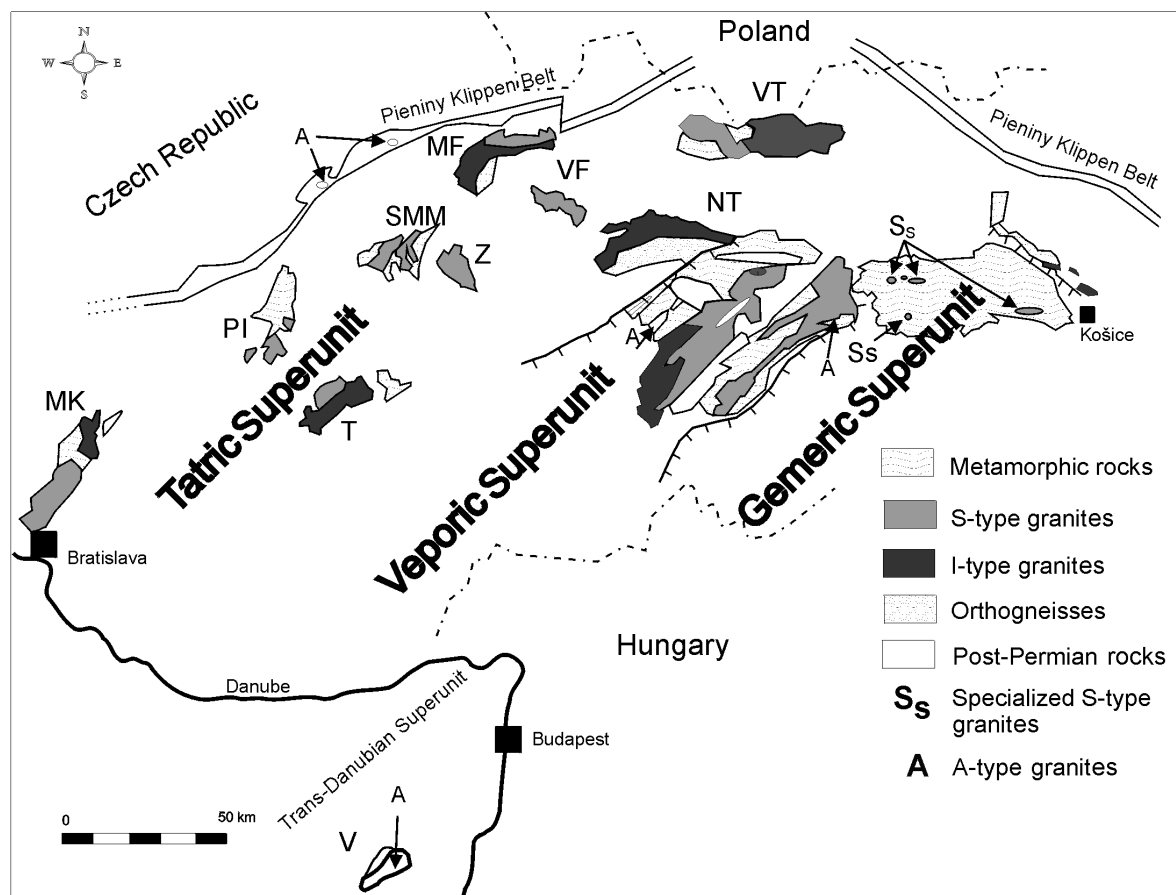 N
W
E
S
Poland
Pieniny Klippen Belt
VT
A
MF
Czech Republic
VF
Pieniny Klippen Belt
SMM
NT
Ss
Z
PI
A
A
Ss
Košice
MK
T
Tatric Superunit
Veporic Superunit
Gemeric Superunit
Bratislava
Metamorphic rocks
S-type granites
I-type granites
Orthogneisses
Post-Permian rocks
Ss Specialized S-type
granites
A A-type granites
Hungary
Danube
Trans-Danubian Superunit
Budapest
A
V
0 50 km